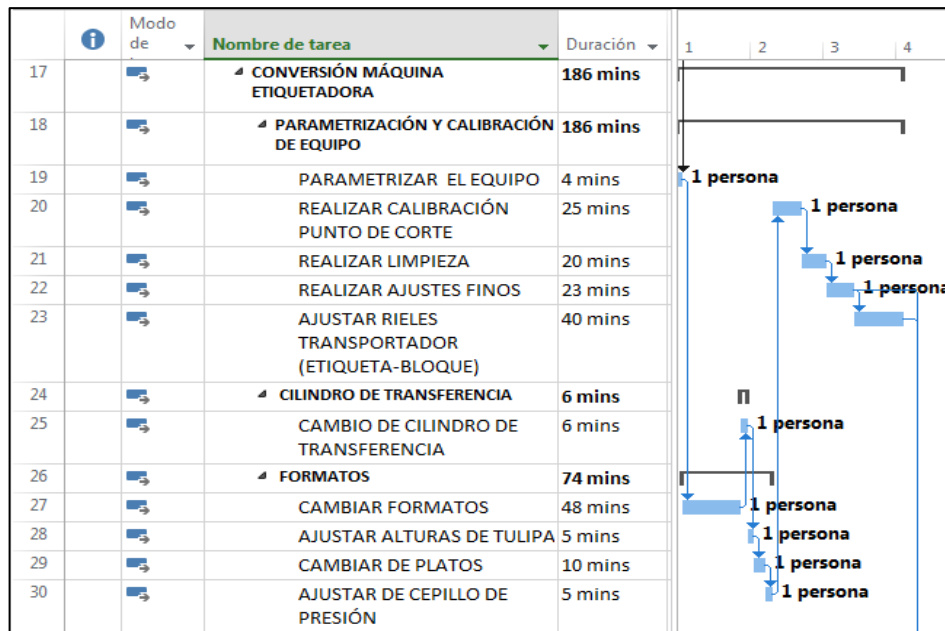 Modo
de
Nombre de tarea
Duración
1 2 3 4
17 CONVERSIÓN MÁQUINA 186 mins
ETIQUETADORA
18 PARAMETRIZACIÓN Y CALIBRACIÓN 186 mins
DE EQUIPO
19 PARAMETRIZAR EL EQUIPO 4 mins 1 persona
20 REALIZAR CALIBRACIÓN 25 mins 1 persona
PUNTO DE CORTE
21 REALIZAR LIMPIEZA 20 mins 1 persona
22 REALIZAR AJUSTES FINOS 23 mins 1 persona
23 AJUSTAR RIELES 40 mins
TRANSPORTADOR
(ETIQUETA-BLOQUE)
24 CILINDRO DE TRANSFERENCIA 6 mins
25 CAMBIO DE CILINDRO DE 6 mins 1 persona
TRANSFERENCIA
26 FORMATOS 74 mins
27 CAMBIAR FORMATOS 48 mins 1 persona
28 AJUSTAR ALTURAS DE TULIPA 5 mins 1 persona
29 CAMBIAR DE PLATOS 10 mins 1 persona
30 AJUSTAR DE CEPILLO DE 5 mins 1 persona
PRESIÓN